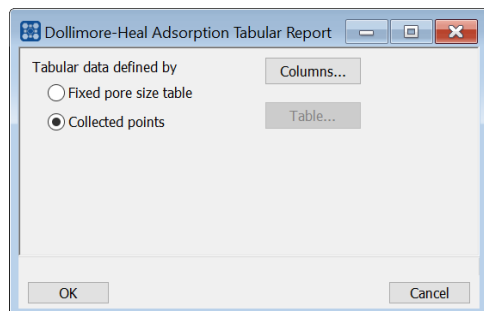 Dollimore-Heal Adsorption Tabular Report
Tabular data defined by
Columns...
Fixed pore size table
Collected points
Table...
OK
Cancel